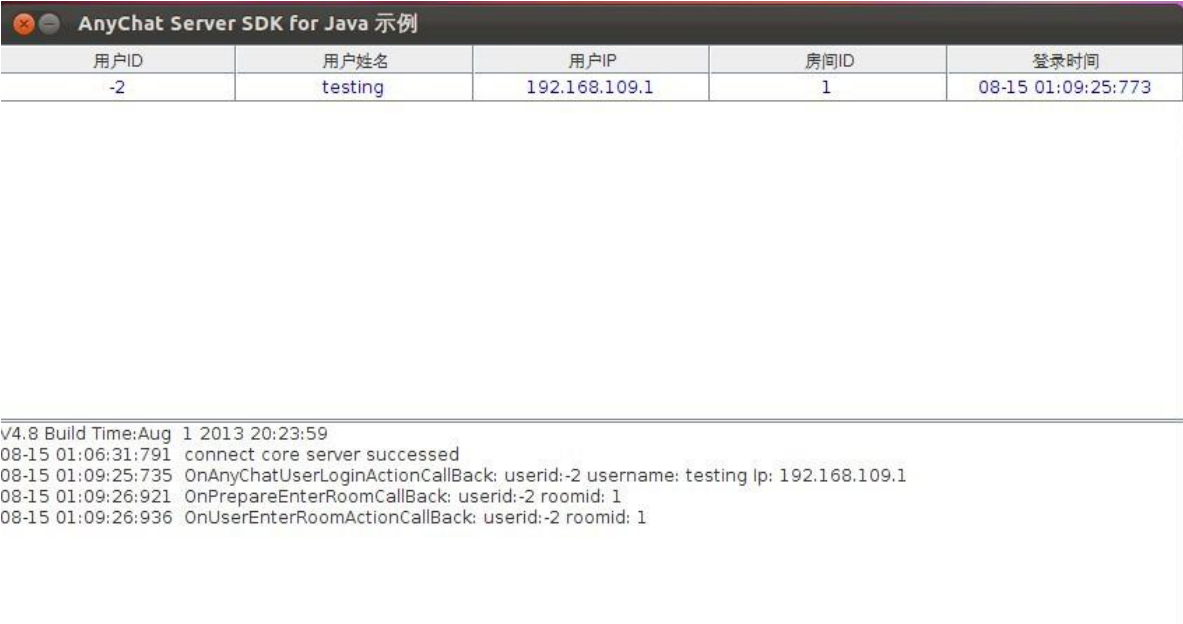 AnyChat Server SDK for Java 示例
用户ID 用户姓名 用户IP 房间ID 登录时间
-2 testing 192.168.109.1 1 08-15 01:09:25:773
V4.8 Build Time:Aug  1 2013 20:23:59
08-15 01:06:31:791  connect core server successed
08-15 01:09:25:735  OnAnyChatUserLoginActionCallBack: userid:-2 username: testing Ip: 192.168.109.1
08-15 01:09:26:921  OnPrepareEnterRoomCallBack: userid:-2 roomid: 1
08-15 01:09:26:936  OnUserEnterRoomActionCallBack: userid:-2 roomid: 1